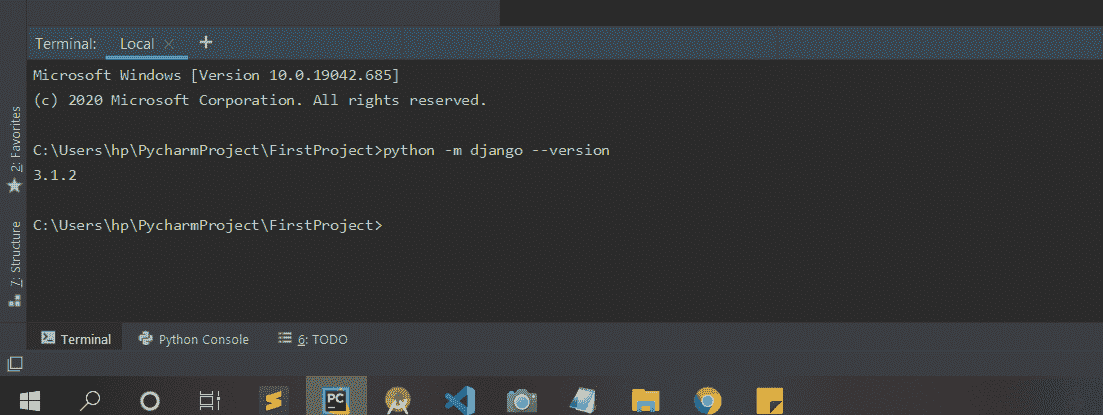 Terminal: Local × +
Microsoft Windows [Version 10.0.19042.685]
(c) 2020 Microsoft Corporation. All rights reserved.
C:\Users\hp\PycharmProject\FirstProject>python -m django --version
3.1.2
C:\Users\hp\PycharmProject\FirstProject>
2: Favorites
7: Structure
Terminal Python Console 6: TODO
PC